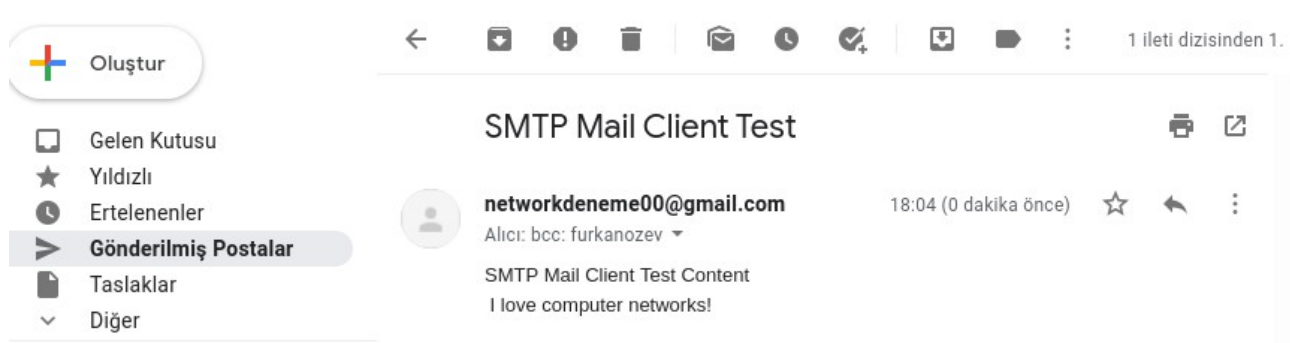 Oluştur
1 ileti dizisinden 1.
Gelen Kutusu
Yıldızlı
Ertelenenler
Gönderilmiş Postalar
Taslaklar
Diğer
SMTP Mail Client Test
networkdeneme00@gmail.com
18:04 (0 dakika önce)
Alıcı: bcc: furkanozev
SMTP Mail Client Test Content
I love computer networks!